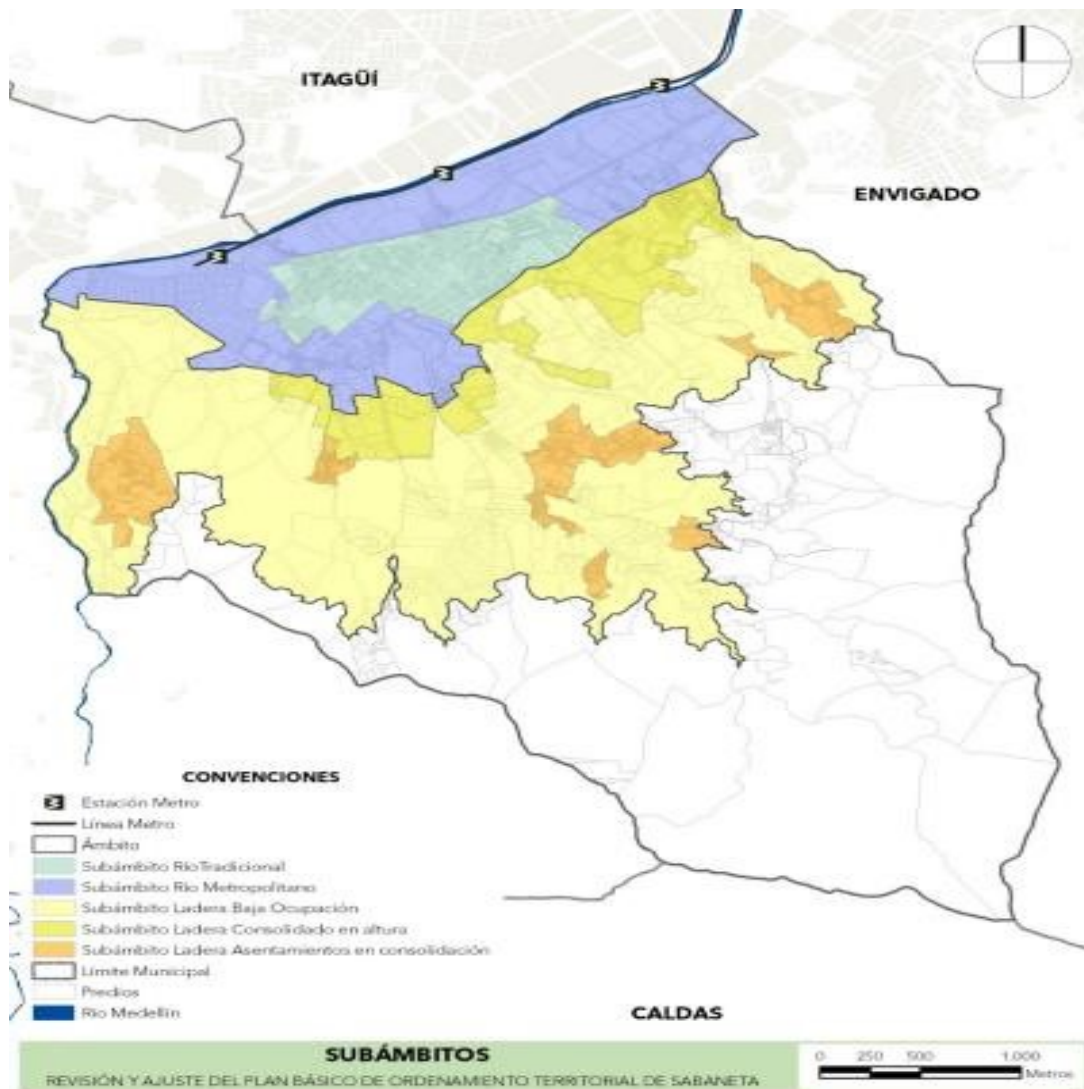 ITAGÜÍ
ENVIGADO
CONVENCIONES
Estación Metro
Línea Metro
Ámbito
Subámbito RíoTradicional
Subámbito Río Metropolitano
Subámbito Ladera Baja Ocupación
Subámbito Ladera Consolidado en altura
Subámbito Ladera Asentamientos en consolidación
Límite Municipal
Predios
Río Medellín
CALDAS
SUBÁMBITOS
REVISIÓN Y AJUSTE DEL PLAN BÁSICO DE ORDENAMIENTO TERRITORIAL DE SABANETA
0 250 500 1.000
Metros